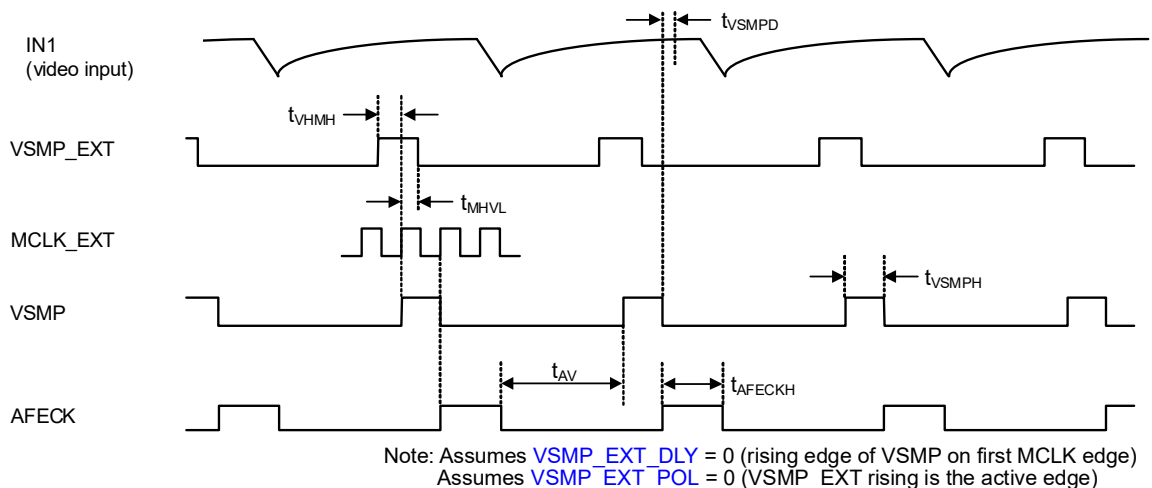 tVSMPD
IN1
(video input)
tVHMH
VSMP_EXT
tMHVL
MCLK_EXT
tVSMPH
VSMP
tAV
tAFECKH
AFECK
Note: Assumes VSMP_EXT_DLY = 0 (rising edge of VSMP on first MCLK edge)
Assumes VSMP_EXT_POL = 0 (VSMP_EXT rising is the active edge)